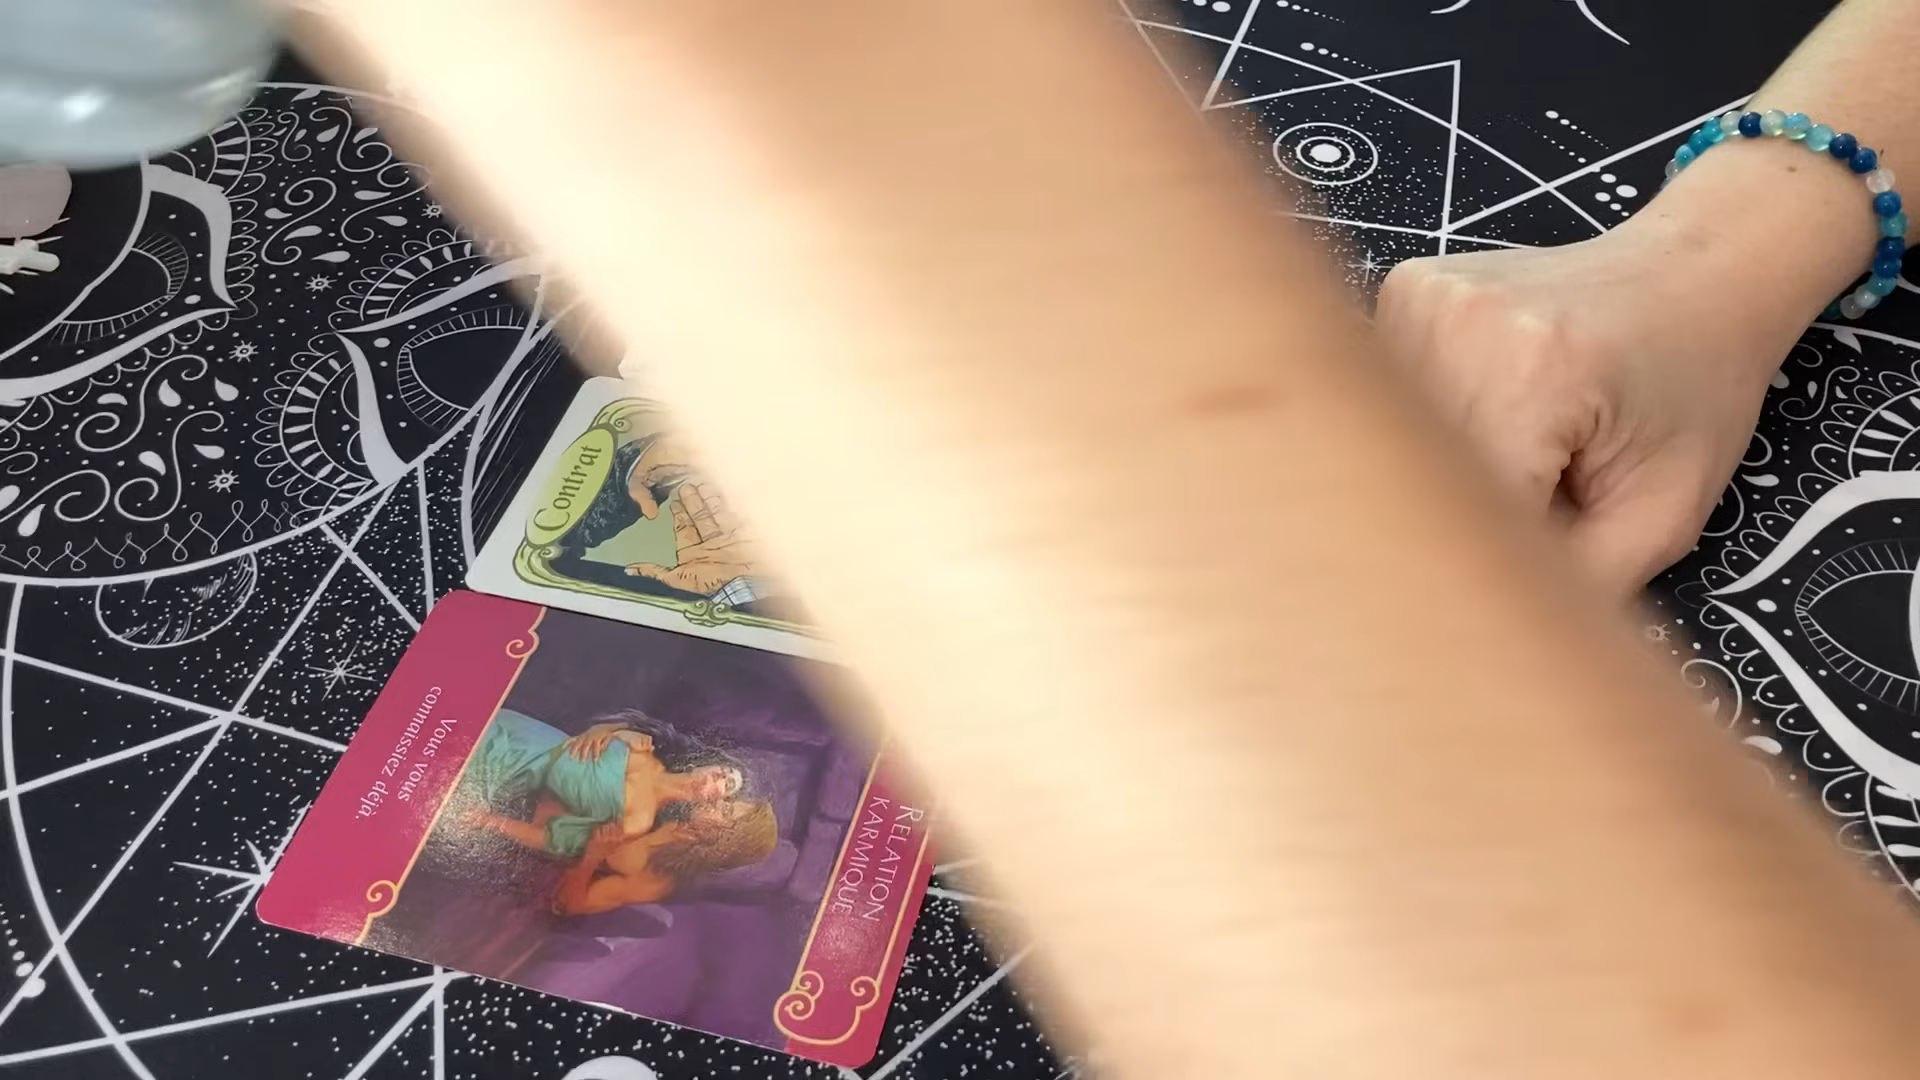 Contrat
RELATION
KARMIQUE
Vous vous
connaissiez déjà.